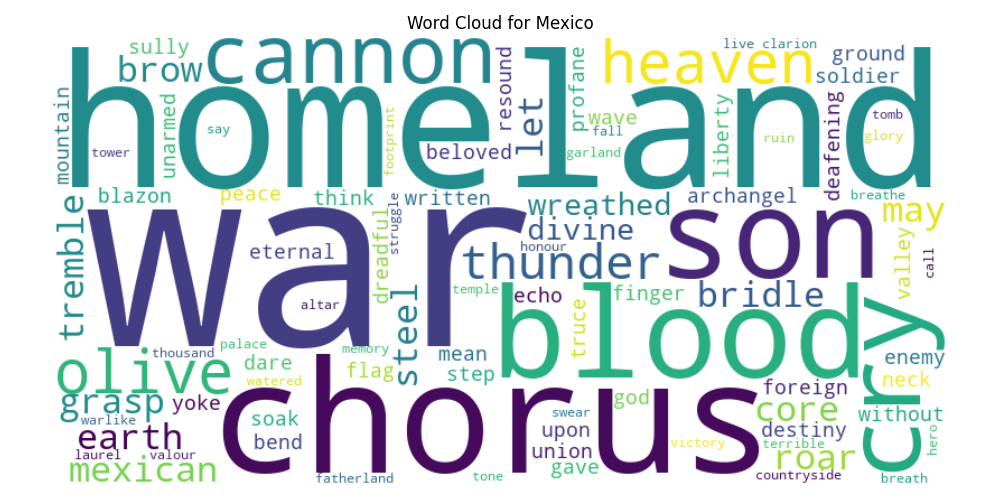 Word Cloud for Mexico
sully
cannon
live clarion
ground
brow
resound
profane
heaven
soldier
homeland
mountain
unarmed
say
footprint
let
wave
fall
liberty
deafening
tomb
glory
ruin
tower
beloved
garland
blazon
peace
think
struggle
written
wreathed
archangel
breathe
may
tremble
war
eternal
dreadful
divine
honour
thunder
son
valley
call
altar
steel
temple
echo
finger
bridle
blood
truce
cry
thousand
palace
memory
mean
enemy
olive
dare
flag
step
neck
watered
chorus
god
foreign
grasp
yoke
soak
swear
core
without
warlike
earth
bend
upon
destiny
hero
laurel
valour
union
victory
terrible
roar
mexican
fatherland
tone
gave
countryside
breath